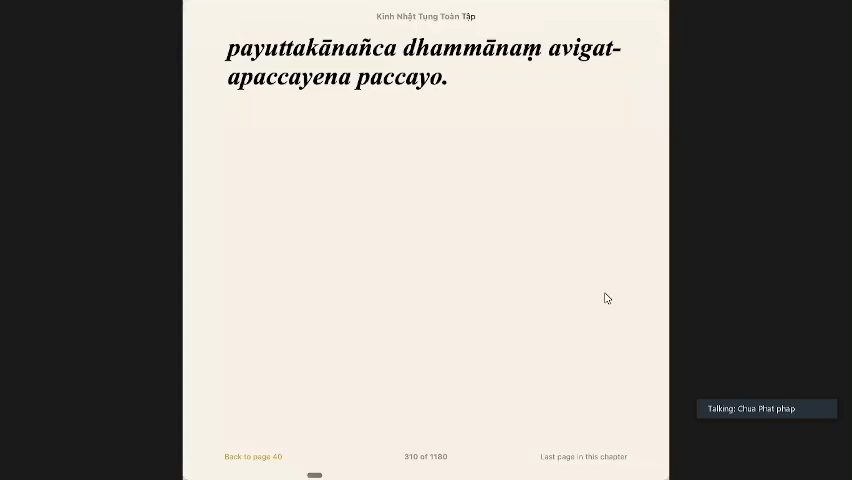 Kinh Nhật Tụng Toàn Tập
payuttakānañca dhammānaṃ avigat-
apaccayena paccayo.
Talking: Chua Phat phap
Back to page 40
310 of 1180
Last page in this chapter